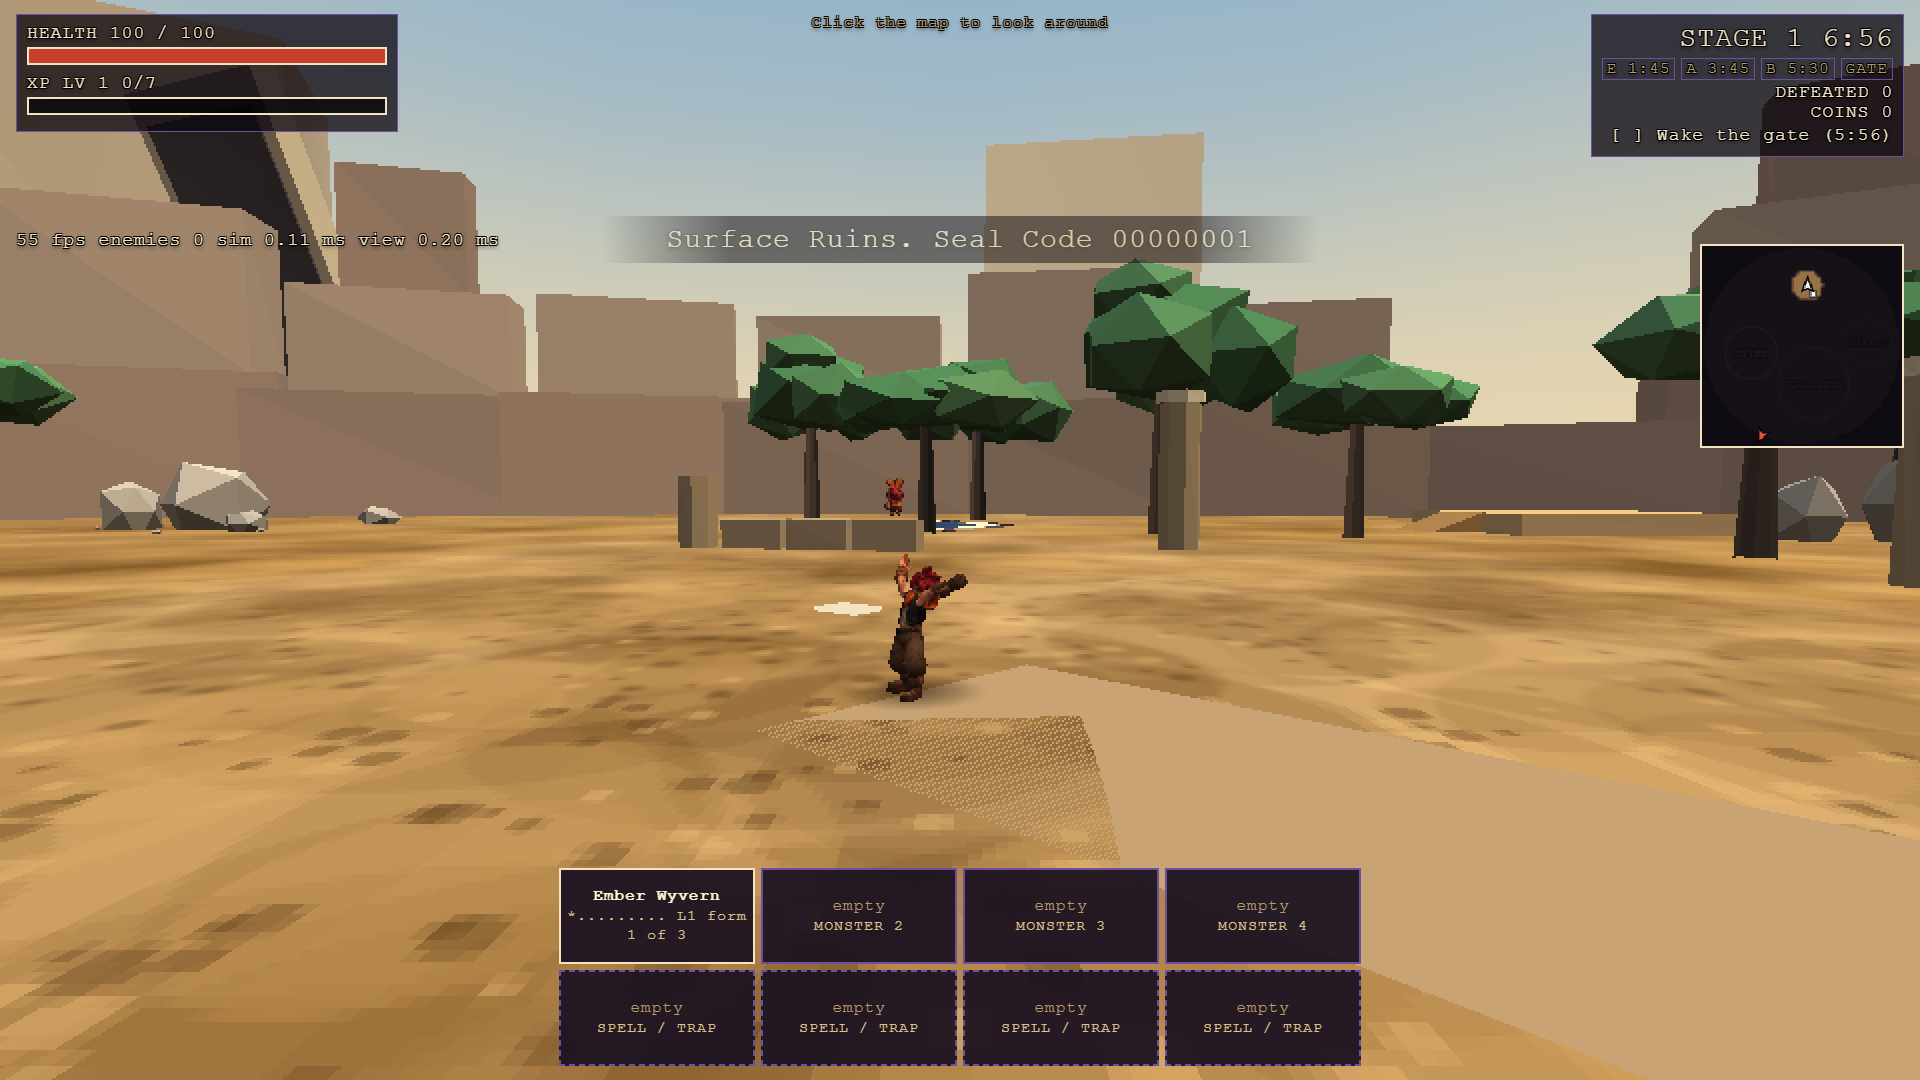 HEALTH 100 / 100
XP LV 1 0/7
Click the map to look around
STAGE 1 6:56
E 1:45 A 3:45 B 5:30 GATE
DEFEATED 0
COINS 0
[ ] Wake the gate (5:56)
55 fps enemies 0 sim 0.11 ms view 0.20 ms
Surface Ruins. Seal Code 00000001
Ember Wyvern
*......... L1 form
1 of 3
empty
MONSTER 2
empty
MONSTER 3
empty
MONSTER 4
empty
SPELL / TRAP
empty
SPELL / TRAP
empty
SPELL / TRAP
empty
SPELL / TRAP